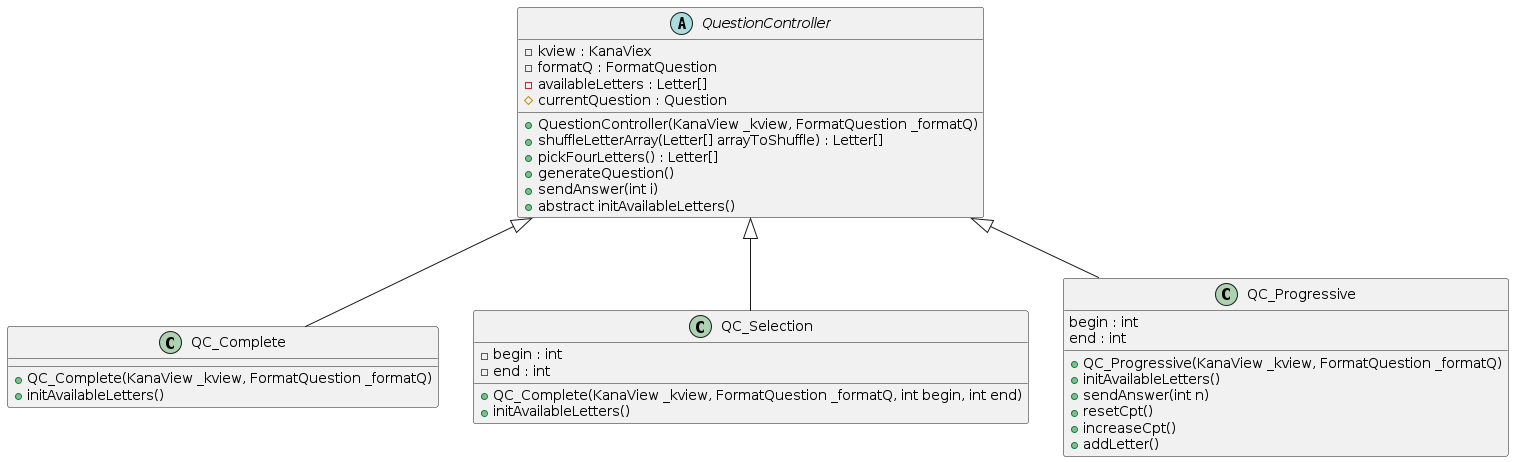 A QuestionController
kview : KanaViex
formatQ : FormatQuestion
availableLetters : Letter[]
currentQuestion : Question
QuestionController(KanaView _kview, FormatQuestion _formatQ)
shuffleLetterArray(Letter[] arrayToShuffle) : Letter[]
pickFourLetters() : Letter[]
generateQuestion()
sendAnswer(int i)
abstract initAvailableLetters()
C QC_Complete
QC_Complete(KanaView _kview, FormatQuestion _formatQ)
initAvailableLetters()
C QC_Selection
begin : int
end : int
QC_Complete(KanaView _kview, FormatQuestion _formatQ, int begin, int end)
initAvailableLetters()
C QC_Progressive
begin : int
end : int
QC_Progressive(KanaView _kview, FormatQuestion _formatQ)
initAvailableLetters()
sendAnswer(int n)
resetCpt()
increaseCpt()
addLetter()